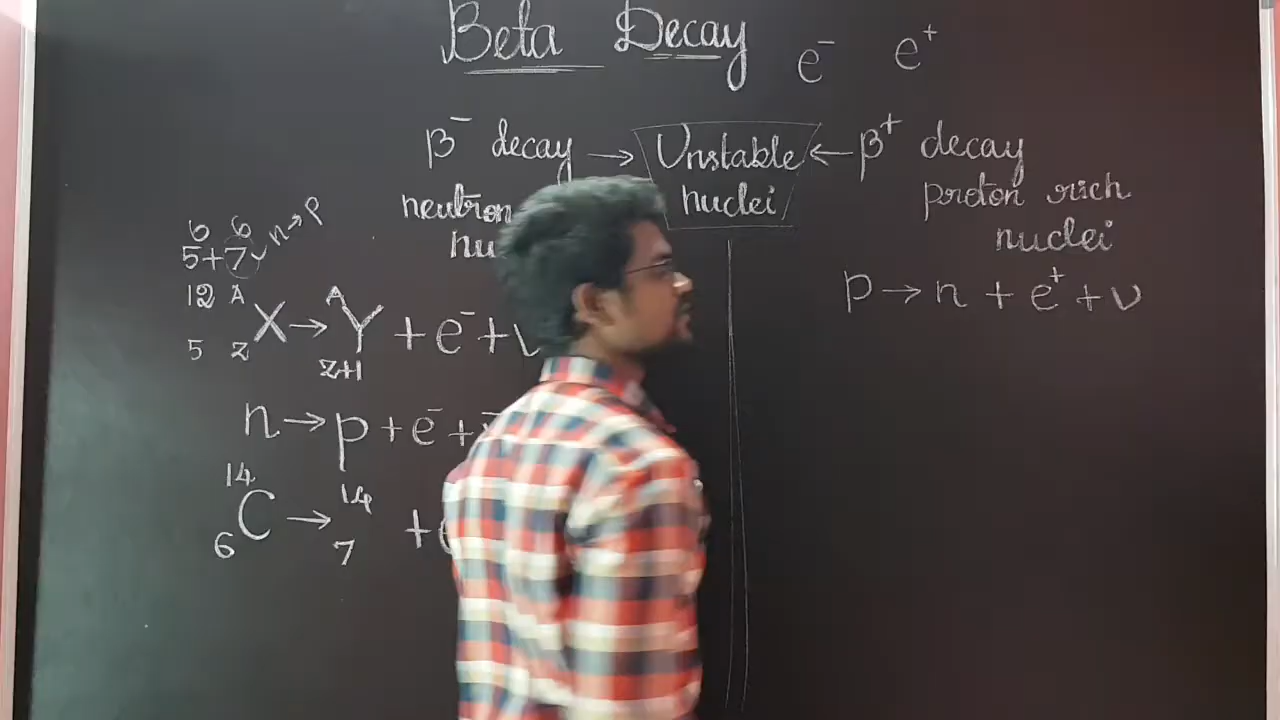 Beta Decay e⁻ e⁺
β⁻ decay → Unstable nuclei ← β⁺ decay
neutron
proton rich
nuclei
6 6
5+7 n→p
12 A
X → A Y + e⁻ + ν
5 Z Z+1
p → n + e⁺ + ν
n → p + e⁻ +
14 14
C → +
6 7